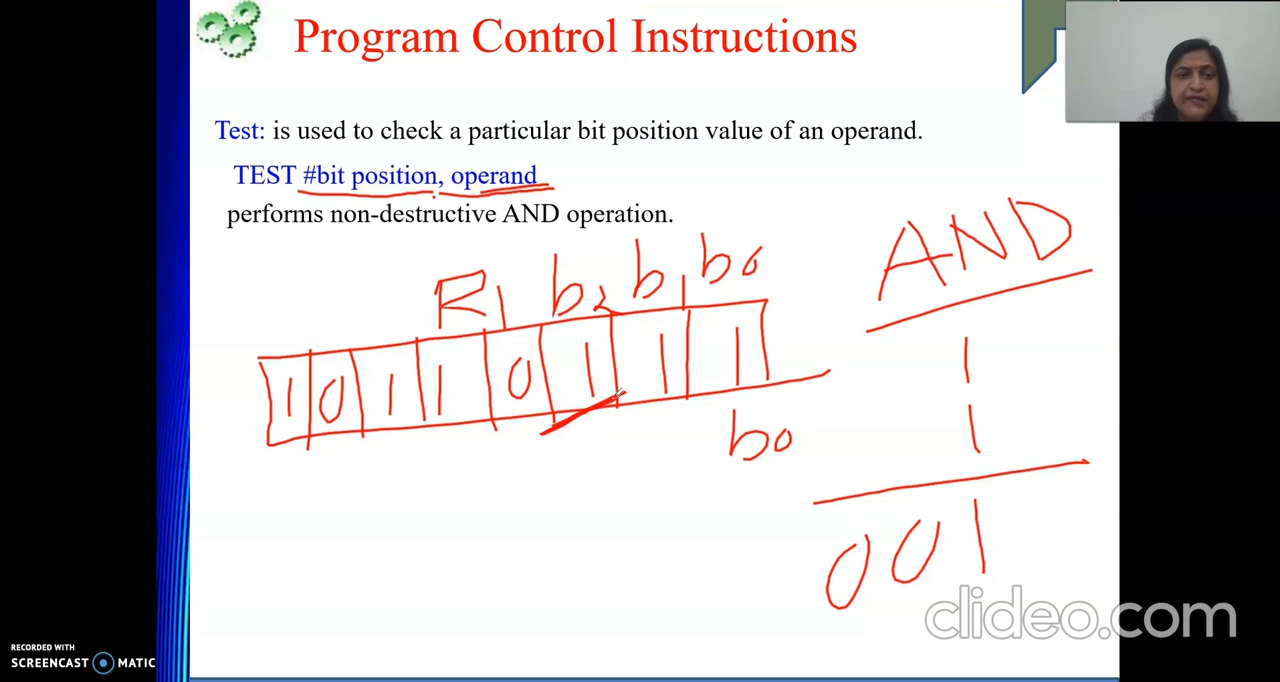 Program Control Instructions
Test: is used to check a particular bit position value of an operand.
TEST #bit position, operand
performs non-destructive AND operation.
R1 b2 b1 b0
1 0 1 1 0 1 1 1
b0
AND
1
1
001
clideo.com
RECORDED WITH
SCREENCAST MATIC